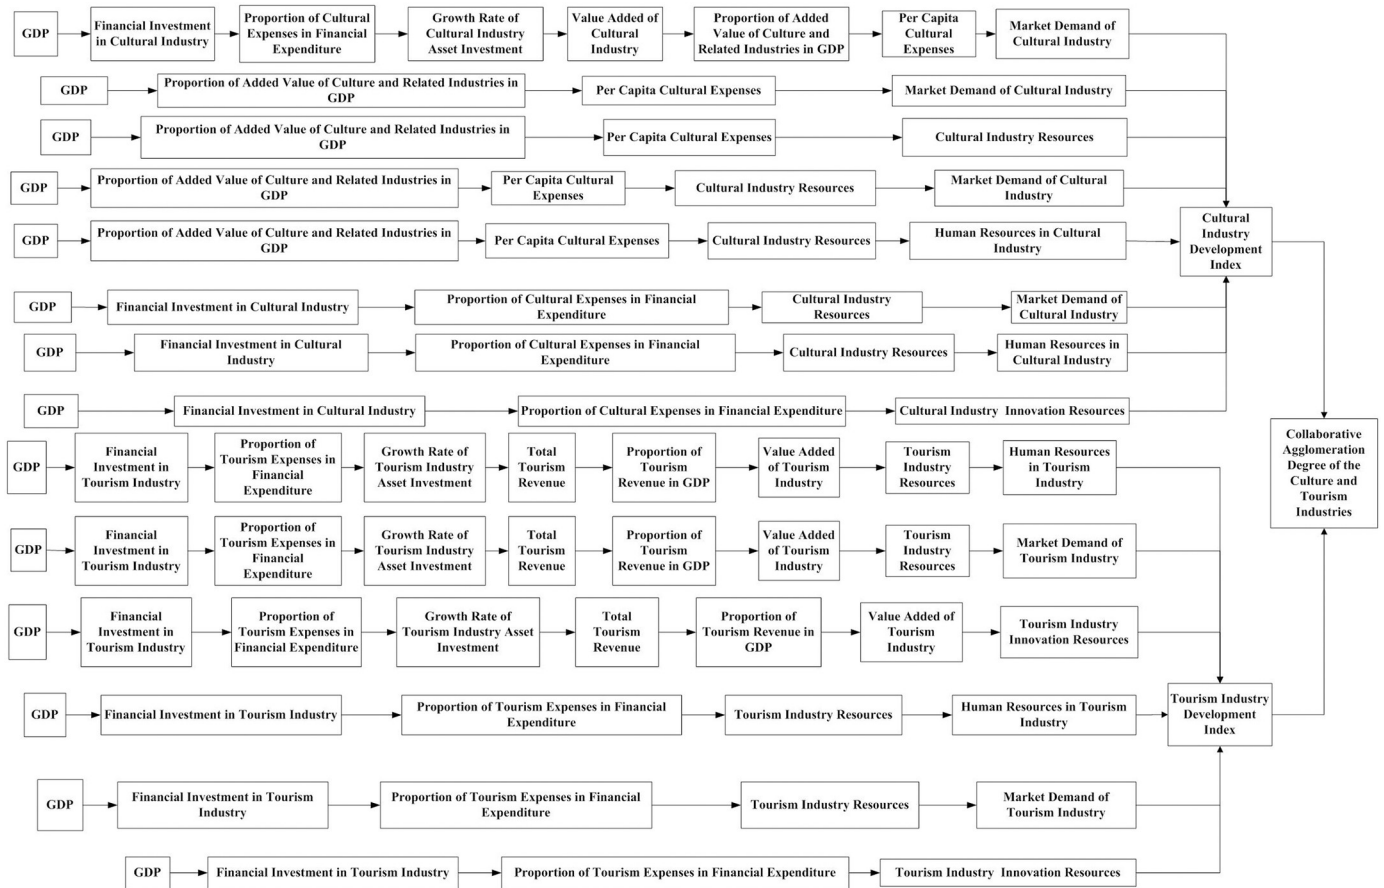 GDP
Financial Investment
in Cultural Industry
Proportion of Cultural
Expenses in Financial
Expenditure
Growth Rate of
Cultural Industry
Asset Investment
Value Added of
Cultural
Industry
Proportion of Added
Value of Culture and
Related Industries in GDP
Per Capita
Cultural
Expenses
Market Demand of
Cultural Industry
GDP
Proportion of Added Value of Culture and Related Industries in
GDP
Per Capita Cultural Expenses
Market Demand of Cultural Industry
GDP
Proportion of Added Value of Culture and Related Industries in
GDP
Per Capita Cultural Expenses
Cultural Industry Resources
GDP
Proportion of Added Value of Culture and Related Industries in
GDP
Per Capita Cultural
Expenses
Cultural Industry Resources
Market Demand of Cultural
Industry
GDP
Proportion of Added Value of Culture and Related Industries in
GDP
Per Capita Cultural Expenses
Cultural Industry Resources
Human Resources in Cultural
Industry
Cultural
Industry
Development
Index
GDP
Financial Investment in Cultural Industry
Proportion of Cultural Expenses in Financial
Expenditure
Cultural Industry
Resources
Market Demand of
Cultural Industry
GDP
Financial Investment in Cultural
Industry
Proportion of Cultural Expenses in Financial
Expenditure
Cultural Industry Resources
Human Resources in
Cultural Industry
GDP
Financial Investment in Cultural Industry
Proportion of Cultural Expenses in Financial Expenditure
Cultural Industry Innovation Resources
GDP
Financial
Investment in
Tourism Industry
Proportion of
Tourism Expenses in
Financial
Expenditure
Growth Rate of
Tourism Industry
Asset Investment
Total
Tourism
Revenue
Proportion of
Tourism
Revenue in GDP
Value Added
of Tourism
Industry
Tourism
Industry
Resources
Human Resources
in Tourism
Industry
Collaborative
Agglomeration
Degree of the
Culture and
Tourism
Industries
GDP
Financial
Investment in
Tourism Industry
Proportion of
Tourism Expenses in
Financial
Expenditure
Growth Rate of
Tourism Industry
Asset Investment
Total
Tourism
Revenue
Proportion of
Tourism
Revenue in GDP
Value Added
of Tourism
Industry
Tourism
Industry
Resources
Market Demand of
Tourism Industry
GDP
Financial
Investment in
Tourism Industry
Proportion of
Tourism Expenses in
Financial Expenditure
Growth Rate of
Tourism Industry Asset
Investment
Total
Tourism
Revenue
Proportion of
Tourism Revenue in
GDP
Value Added of
Tourism
Industry
Tourism Industry
Innovation Resources
GDP
Financial Investment in Tourism Industry
Proportion of Tourism Expenses in Financial
Expenditure
Tourism Industry Resources
Human Resources in Tourism
Industry
Tourism Industry
Development
Index
GDP
Financial Investment in Tourism
Industry
Proportion of Tourism Expenses in Financial
Expenditure
Tourism Industry Resources
Market Demand of
Tourism Industry
GDP
Financial Investment in Tourism Industry
Proportion of Tourism Expenses in Financial Expenditure
Tourism Industry Innovation Resources